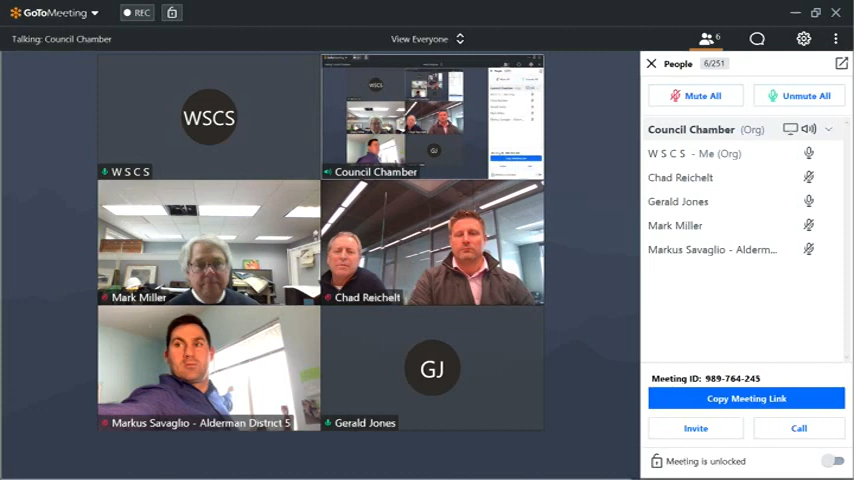 GoToMeeting
REC
Talking: Council Chamber
View Everyone
6
People
6/251
Mute All
Unmute All
Council Chamber (Org)
W S C S - Me (Org)
Chad Reichelt
Gerald Jones
Mark Miller
Markus Savaglio - Alderm...
Meeting ID: 989-764-245
Copy Meeting Link
Invite
Call
Meeting is unlocked
WSCS
W S C S
Council Chamber
Mark Miller
Chad Reichelt
Markus Savaglio - Alderman District 5
GJ
Gerald Jones